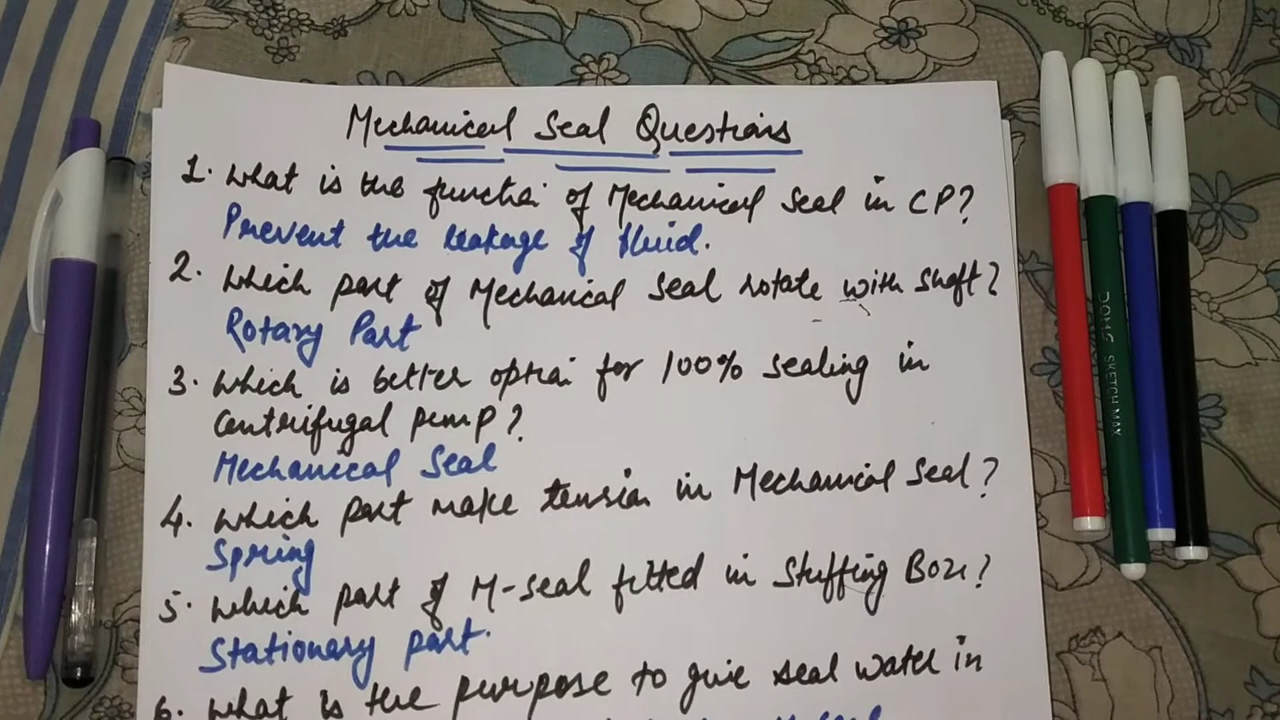 Mechanical Seal Questions
1. What is the function of Mechanical Seal in CP?
Prevent the leakage of fluid.
2. Which part of Mechanical Seal rotate with shaft?
Rotary Part
3. Which is better option for 100% sealing in
Centrifugal pump?
Mechanical Seal
4. Which part make tension in Mechanical Seal?
Spring
5. Which part of M-seal fitted in Stuffing Box?
Stationary part.
6. What is the purpose to give seal water in
DOMS SKETCH MAX